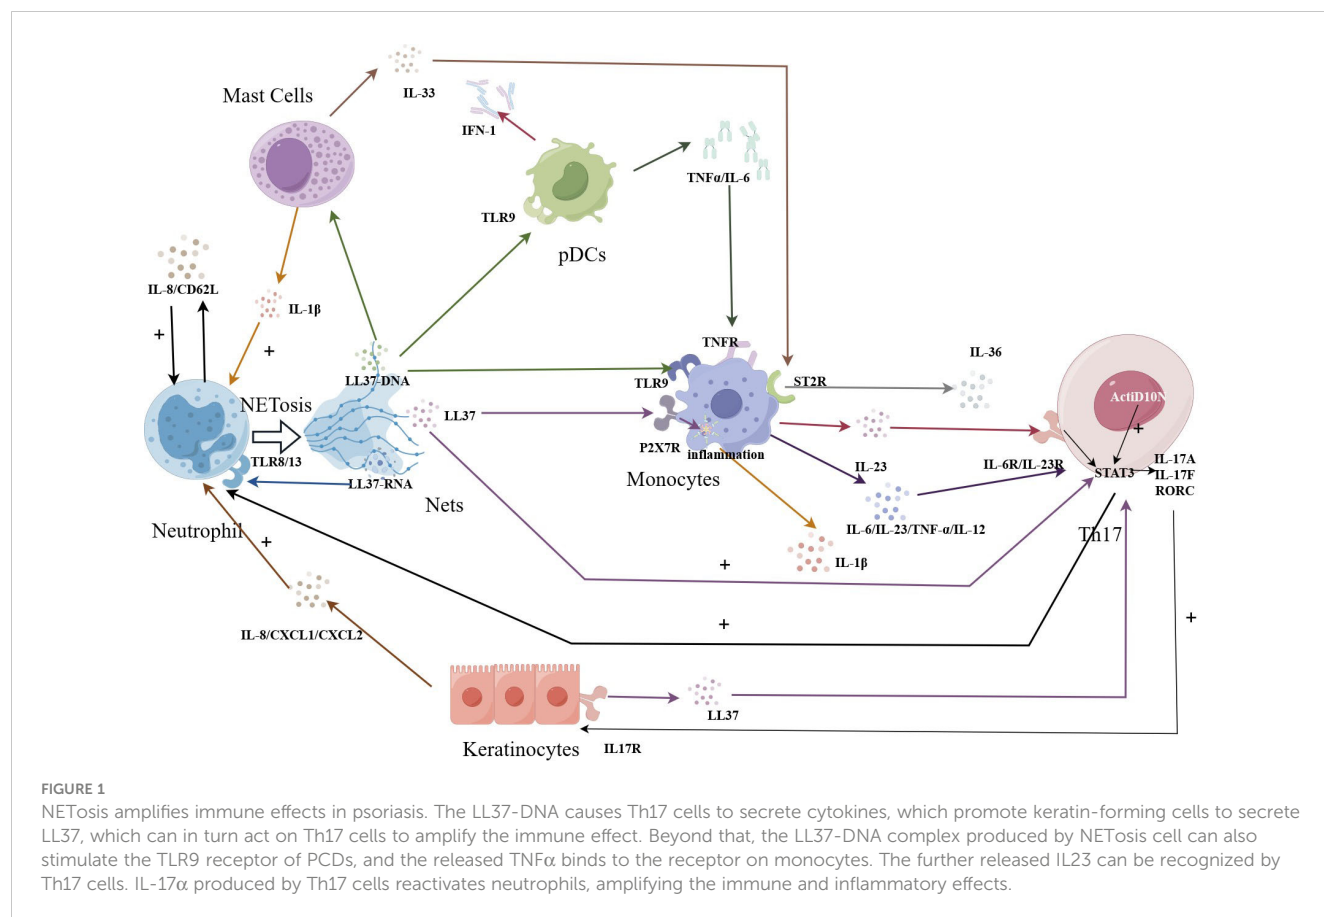 IL-33
Mast Cells
IFN-1
TNFα/IL-6
TLR9
pDCs
IL-8/CD62L
IL-1β
+
+
TNFR
IL-36
LL37-DNA
TLR9
ST2R
ActiD10N
NETosis
LL37
+
TLR8/13
P2X7R
inflammation
IL-23
IL-6R/IL-23R
IL-17A
IL-17F
RORC
STAT3
LL37-RNA
Monocytes
Nets
Neutrophil
IL-6/IL-23/TNF-α/IL-12
Th17
+
IL-1β
+
+
+
IL-8/CXCL1/CXCL2
LL37
Keratinocytes
IL17R
FIGURE 1
NETosis amplifies immune effects in psoriasis. The LL37-DNA causes Th17 cells to secrete cytokines, which promote keratin-forming cells to secrete
LL37, which can in turn act on Th17 cells to amplify the immune effect. Beyond that, the LL37-DNA complex produced by NETosis cell can also
stimulate the TLR9 receptor of PCDs, and the released TNFα binds to the receptor on monocytes. The further released IL23 can be recognized by
Th17 cells. IL-17α produced by Th17 cells reactivates neutrophils, amplifying the immune and inflammatory effects.